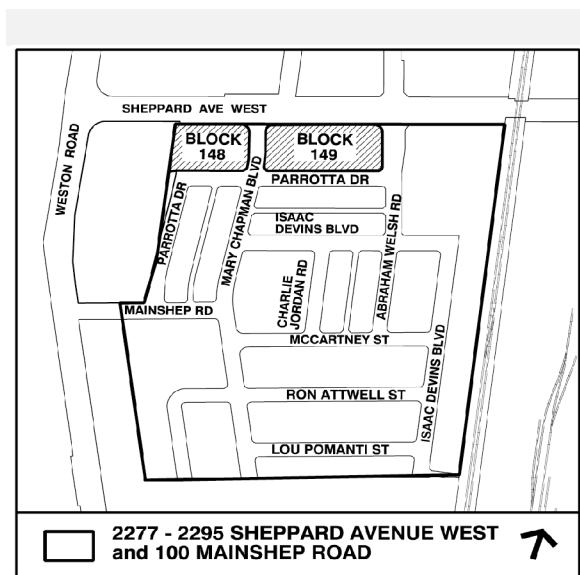 SHEPPARD AVE WEST
WESTON ROAD
BLOCK
148
BLOCK
149
PARROTTA DR
PARROTTA DR
MARY CHAPMAN BLVD
ISAAC
DEVINS BLVD
ABRAHAM WELSH RD
MAINSHEP RD
CHARLIE
JORDAN RD
MCCARTNEY ST
ISAAC DEVINS BLVD
RON ATTWELL ST
LOU POMANTI ST
2277 - 2295 SHEPPARD AVENUE WEST
and 100 MAINSHEP ROAD